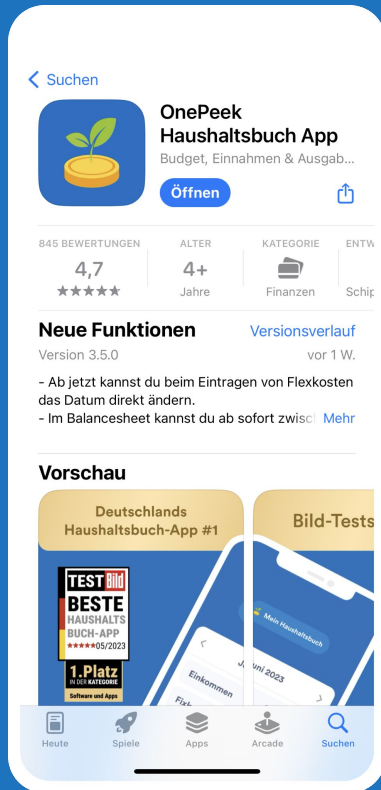 Suchen
OnePeek
Haushaltsbuch App
Budget, Einnahmen & Ausgab...
Öffnen
845 BEWERTUNGEN
4,7
ALTER
4+
Jahre
KATEGORIE
Finanzen
ENTW
Schip
Neue Funktionen
Versionsverlauf
Version 3.5.0
vor 1 W.
- Ab jetzt kannst du beim Eintragen von Flexkosten
das Datum direkt ändern.
- Im Balancesheet kannst du ab sofort zwisc Mehr
Vorschau
Deutschlands
Haushaltsbuch-App #1
TEST Bild
BESTE
HAUSHALTS
BUCH-APP
★★★★★05/2023
1.Platz
IN DER KATEGORIE
Software und Apps
Einkommen
Bild-Tests
Mein Haushaltsbuch
Juni 2023
Heute
Spiele
Apps
Arcade
Suchen